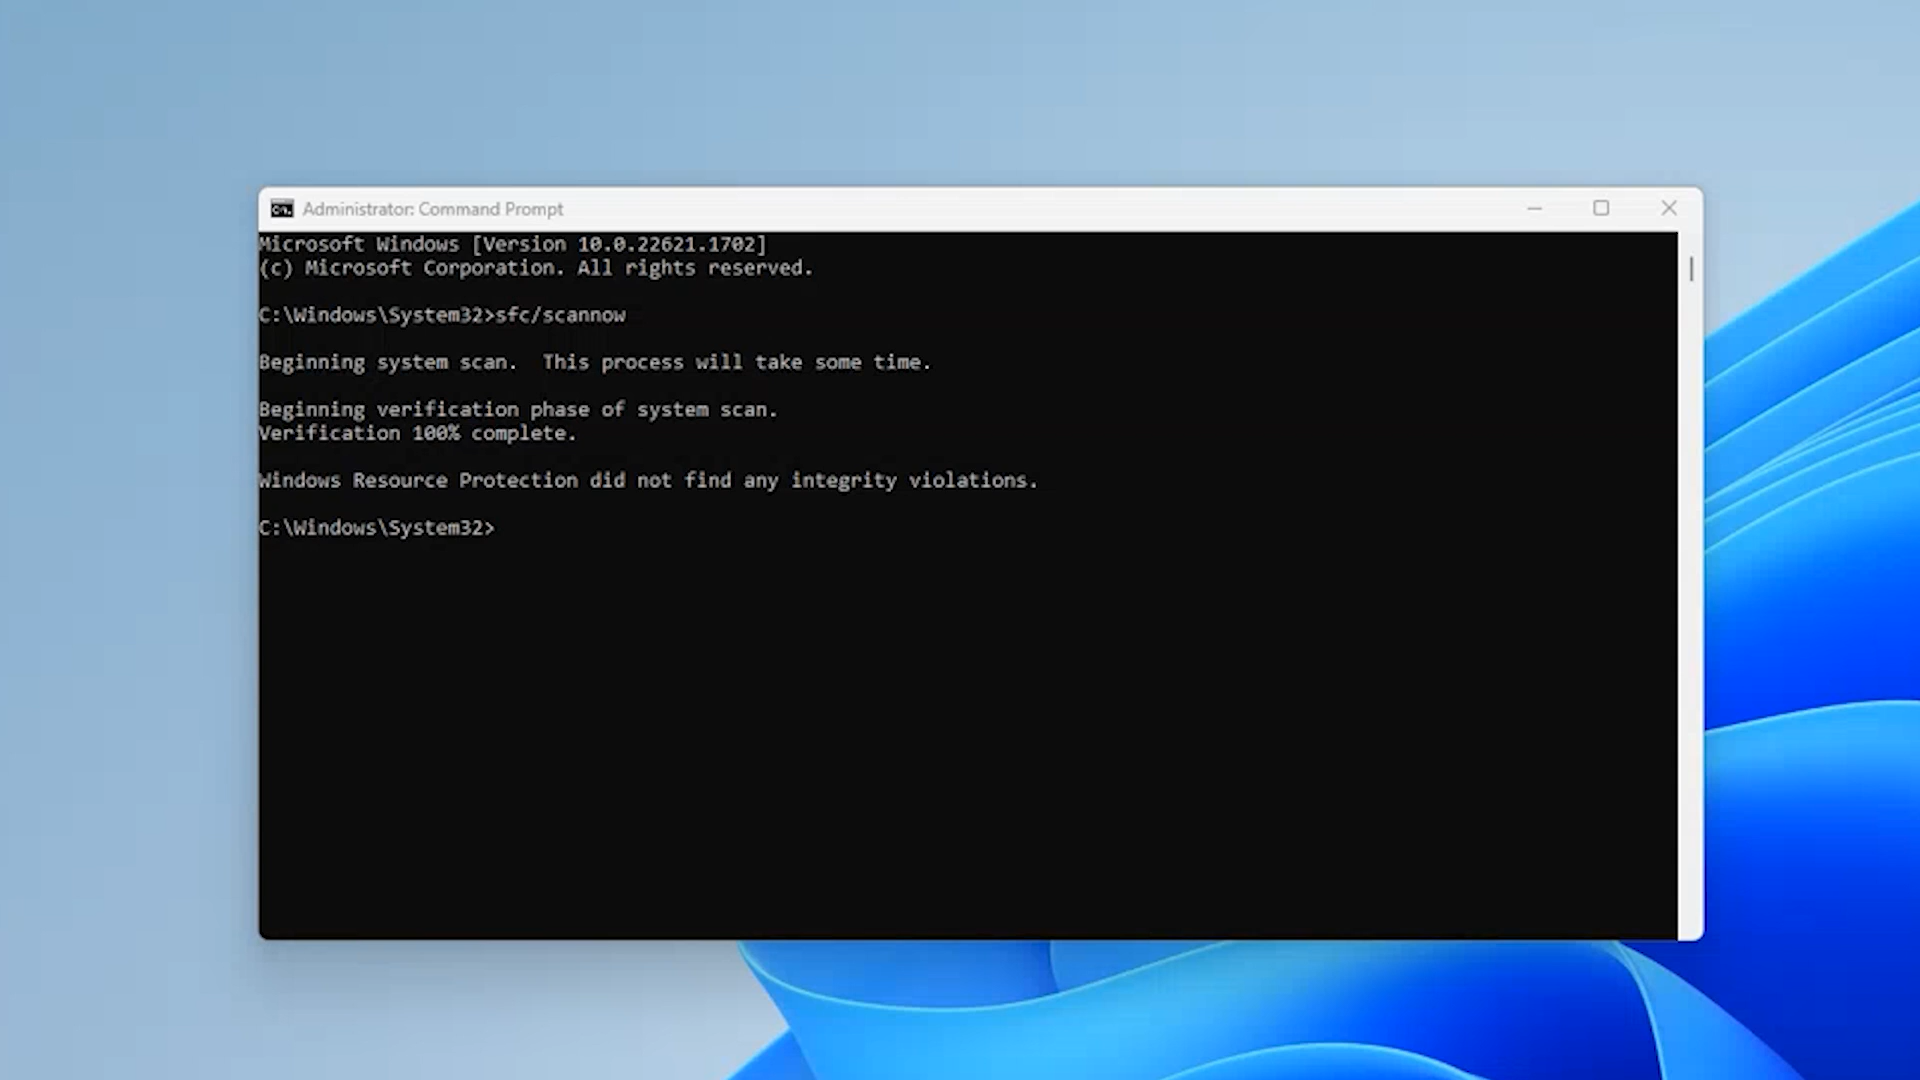 Administrator: Command Prompt
Microsoft Windows [Version 10.0.22621.1702]
(c) Microsoft Corporation. All rights reserved.
C:\Windows\System32>sfc/scannow
Beginning system scan.  This process will take some time.
Beginning verification phase of system scan.
Verification 100% complete.
Windows Resource Protection did not find any integrity violations.
C:\Windows\System32>